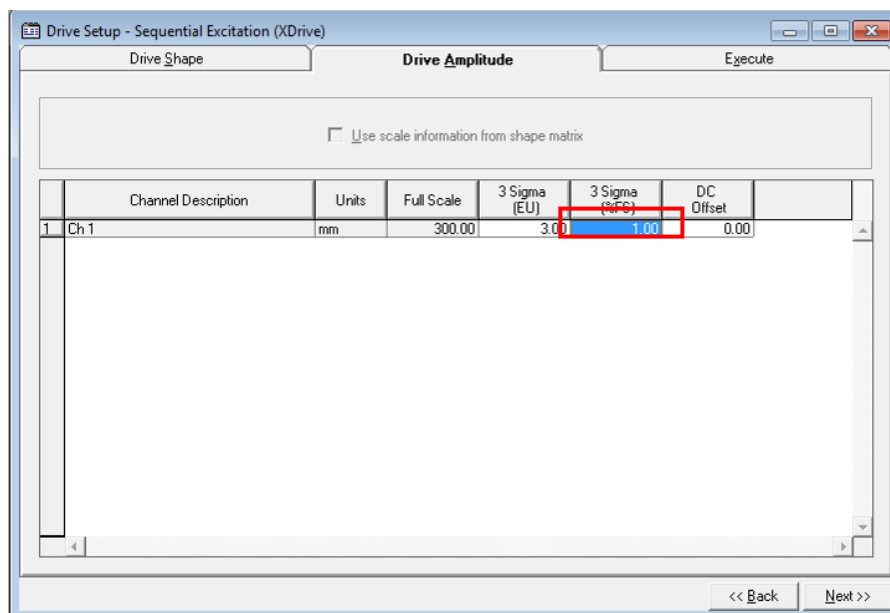 Drive Setup - Sequential Excitation (XDrive)
Drive Shape Drive Amplitude Execute
Use scale information from shape matrix
Channel Description Units Full Scale 3 Sigma (EU) 3 Sigma (%FS) DC Offset
1 Ch 1 mm 300.00 3.00 1.00 0.00
<< Back Next >>